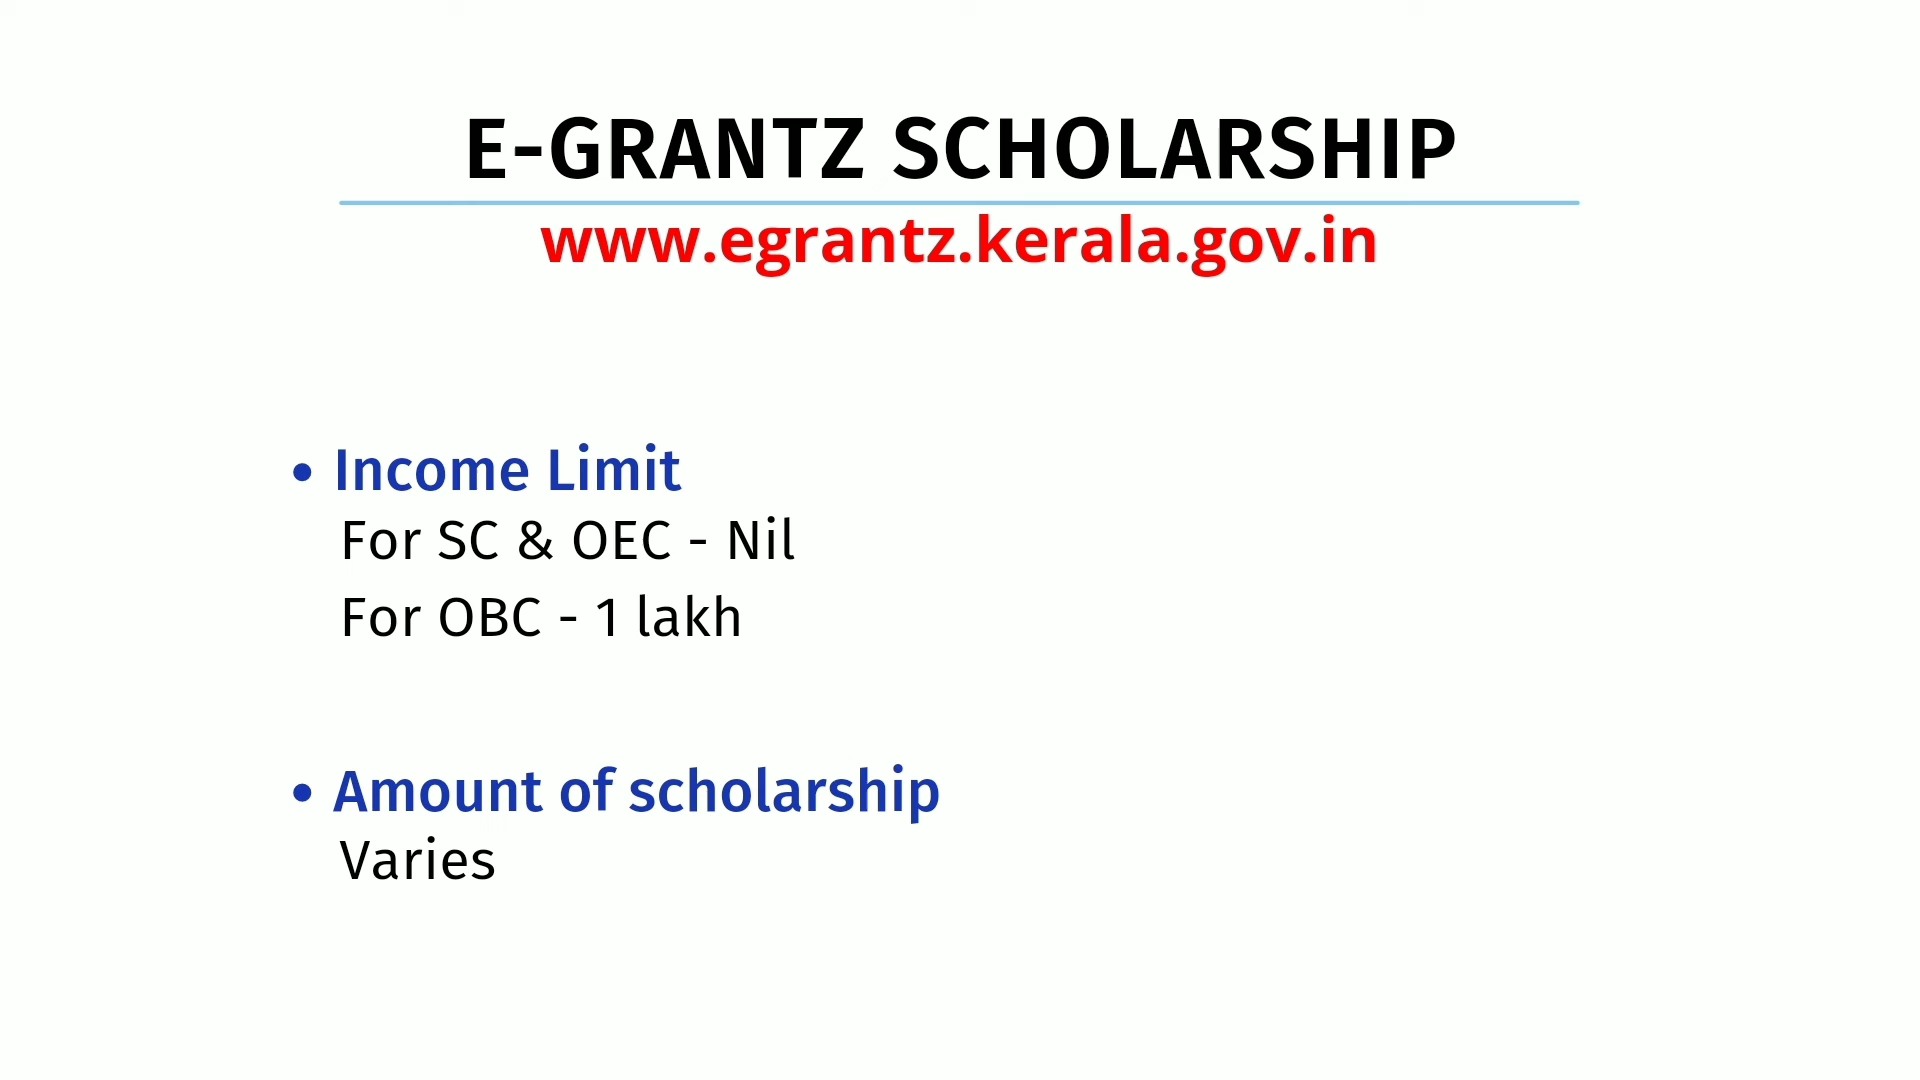 E-GRANTZ SCHOLARSHIP
www.egrantz.kerala.gov.in
• Income Limit
For SC & OEC - Nil
For OBC - 1 lakh
• Amount of scholarship
Varies